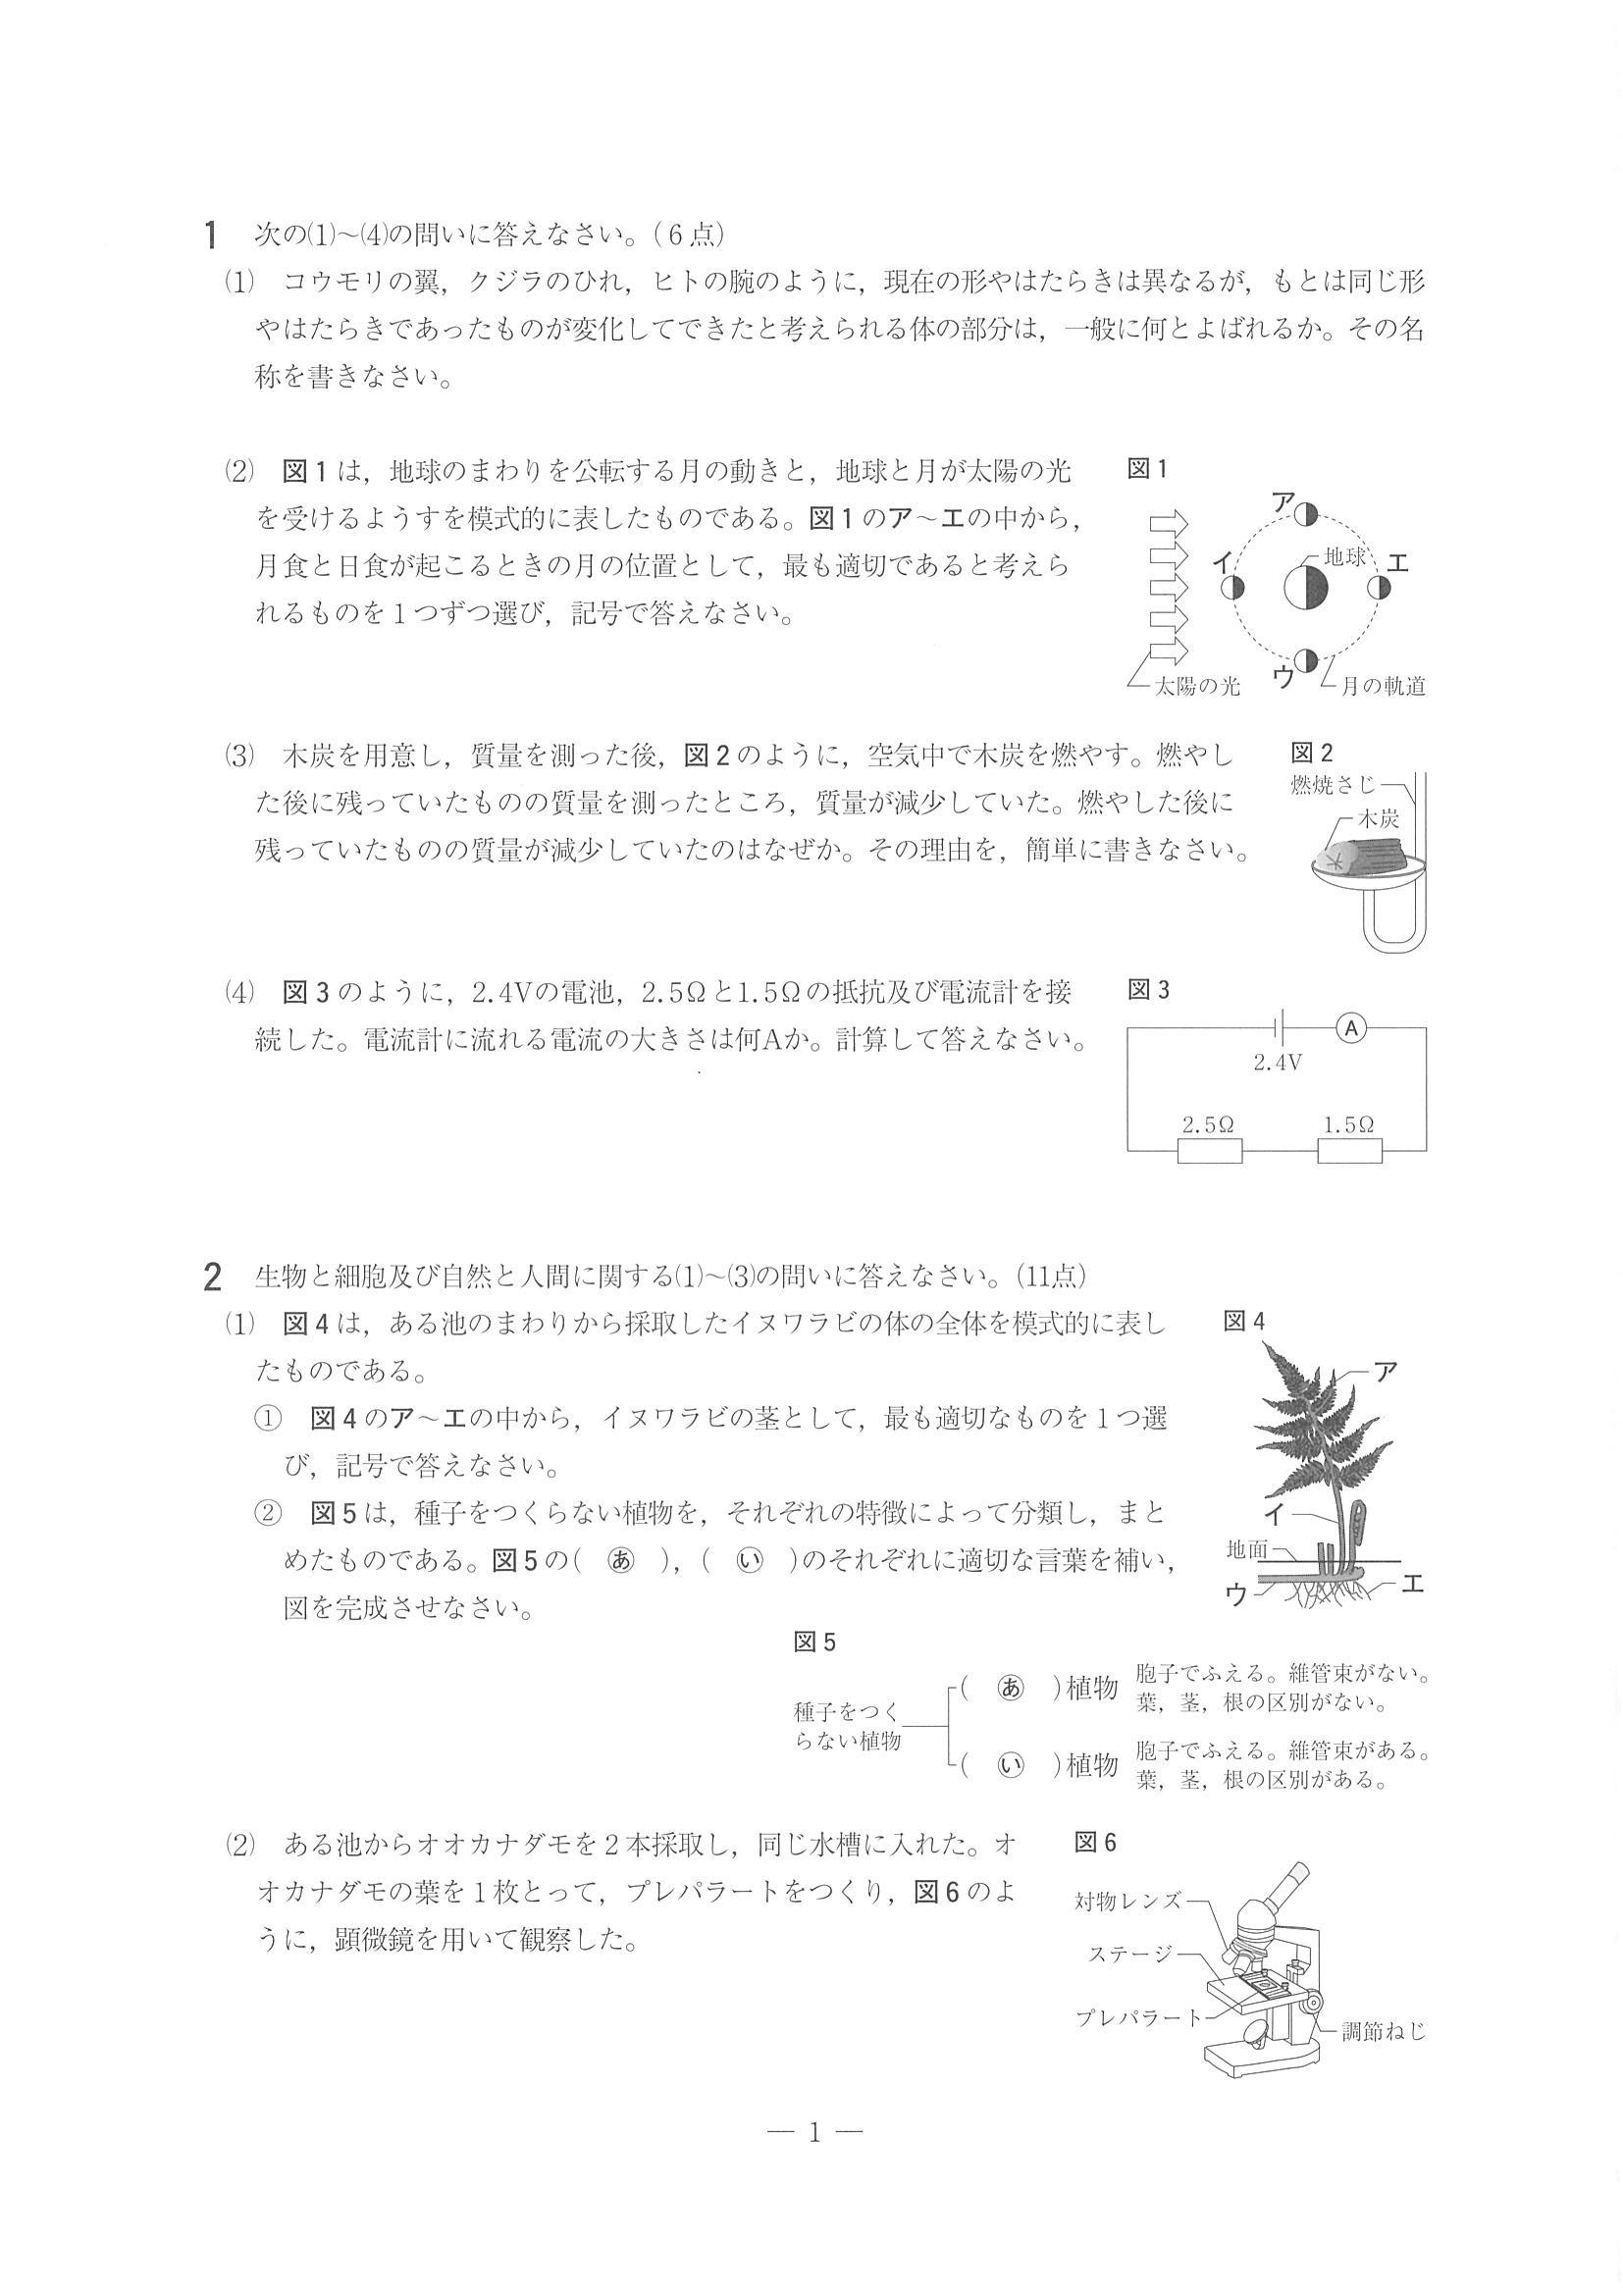 1 次の⑴～⑷の問いに答えなさい。（６点）
⑴ コウモリの翼，クジラのひれ，ヒトの腕のように，現在の形やはたらきは異なるが，もとは同じ形
やはたらきであったものが変化してできたと考えられる体の部分は，一般に何とよばれるか。その名
称を書きなさい。
⑵ 図１は，地球のまわりを公転する月の動きと，地球と月が太陽の光
を受けるようすを模式的に表したものである。図１のア～エの中から，
月食と日食が起こるときの月の位置として，最も適切であると考えら
れるものを１つずつ選び，記号で答えなさい。
図１
ア
イ
地球
エ
ウ
太陽の光
月の軌道
⑶ 木炭を用意し，質量を測った後，図２のように，空気中で木炭を燃やす。燃やし
た後に残っていたものの質量を測ったところ，質量が減少していた。燃やした後に
残っていたものの質量が減少していたのはなぜか。その理由を，簡単に書きなさい。
図２
燃焼さじ
木炭
⑷ 図３のように，2.4Vの電池，2.5Ωと1.5Ωの抵抗及び電流計を接
続した。電流計に流れる電流の大きさは何Aか。計算して答えなさい。
図３
A
2.4V
2.5Ω
1.5Ω
2 生物と細胞及び自然と人間に関する⑴～⑶の問いに答えなさい。（11点）
⑴ 図４は，ある池のまわりから採取したイヌワラビの体の全体を模式的に表し
たものである。
① 図４のア～エの中から，イヌワラビの茎として，最も適切なものを１つ選
び，記号で答えなさい。
② 図５は，種子をつくらない植物を，それぞれの特徴によって分類し，まと
めたものである。図５の( ㋐あ )，( ㋑い )のそれぞれに適切な言葉を補い，
図を完成させなさい。
図４
ア
イ
地面
ウ
エ
図５
種子をつく
らない植物
( あ )植物 胞子でふえる。維管束がない。
葉，茎，根の区別がない。
( い )植物 胞子でふえる。維管束がある。
葉，茎，根の区別がある。
⑵ ある池からオオカナダモを２本採取し，同じ水槽に入れた。オ
オカナダモの葉を１枚とって，プレパラートをつくり，図６のよ
うに，顕微鏡を用いて観察した。
図６
対物レンズ
ステージ
プレパラート
調節ねじ
— 1 —